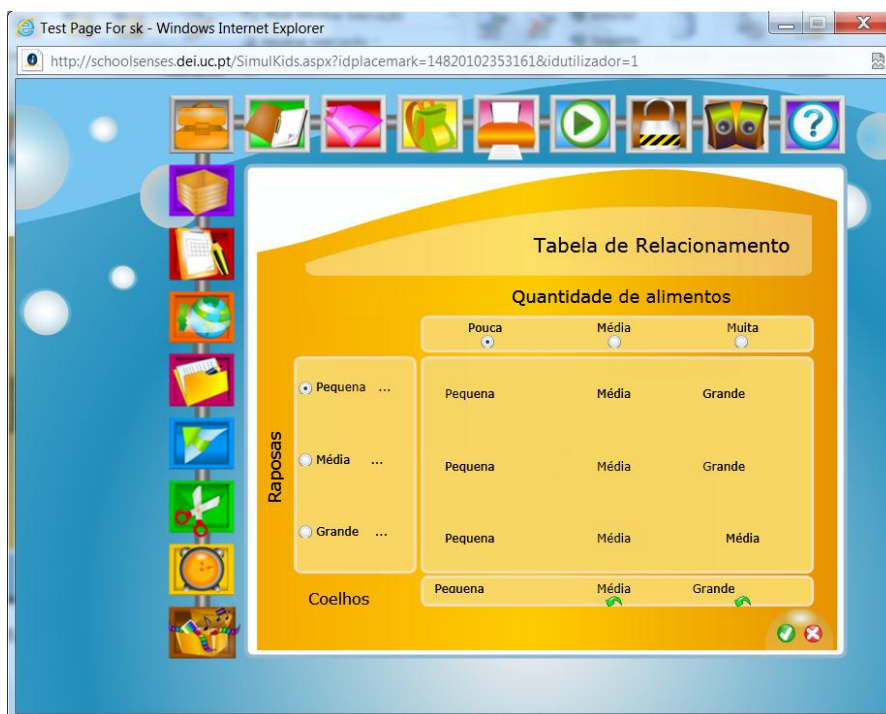 Test Page For sk - Windows Internet Explorer
http://schoolsenses.dei.uc.pt/SimulKids.aspx?idplacemark=14820102353161&idutilizador=1
Tabela de Relacionamento
Quantidade de alimentos
Pouca Média Muita
Raposas
Pequena ... Pequena Média Grande
Média ... Pequena Média Grande
Grande ... Pequena Média Média
Coelhos Pequena Média Grande